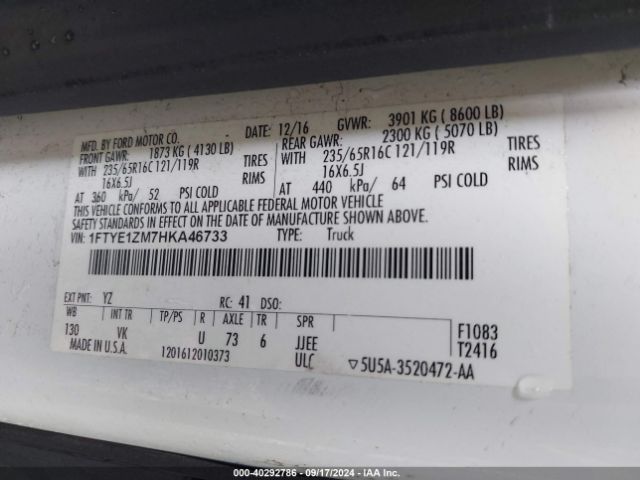 MFD. BY FORD MOTOR CO. DATE: 12/16 GVWR: 3901 KG ( 8600 LB)
FRONT GAWR: 1873 KG ( 4130 LB) REAR GAWR: 2300 KG ( 5070 LB)
WITH 235/65R16C 121/119R TIRES WITH 235/65R16C 121/119R TIRES
16X6.5J RIMS 16X6.5J RIMS
AT 360 kPa/ 52 PSI COLD AT 440 kPa/ 64 PSI COLD
THIS VEHICLE CONFORMS TO ALL APPLICABLE FEDERAL MOTOR VEHICLE
SAFETY STANDARDS IN EFFECT ON THE DATE OF MANUFACTURE SHOWN ABOVE.
VIN: 1FTYE1ZM7HKA46733 TYPE: Truck
EXT PNT: YZ RC: 41 DSO:
WB INT TR TP/PS R AXLE TR SPR F1083
130 VK U 73 6 JJEE T2416
MADE IN U.S.A. 1201612010373 ULC ▽5U5A-3520472-AA
000-40292786 - 09/17/2024 - IAA Inc.